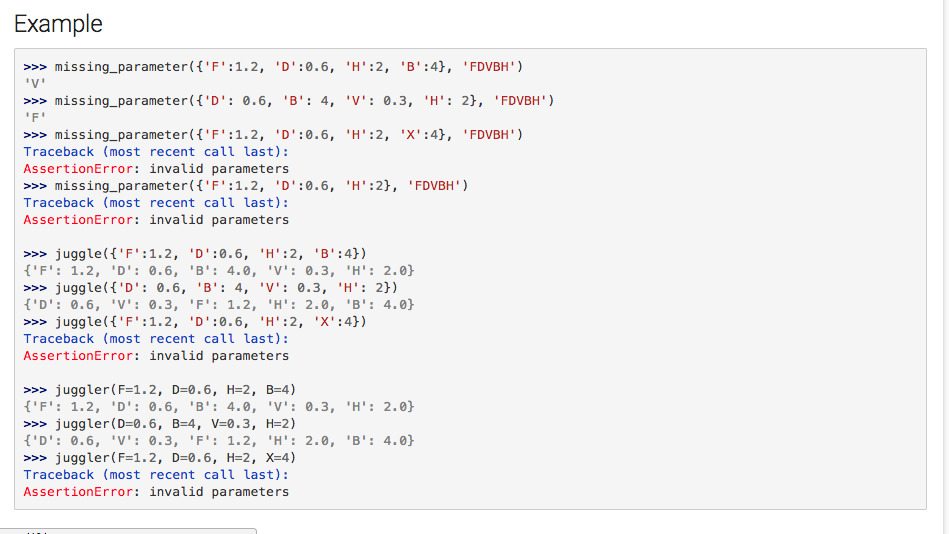 Example
>>> missing_parameter({'F':1.2, 'D':0.6, 'H':2, 'B':4}, 'FDVBH')
'V'
>>> missing_parameter({'D': 0.6, 'B': 4, 'V': 0.3, 'H': 2}, 'FDVBH')
'F'
>>> missing_parameter({'F':1.2, 'D':0.6, 'H':2, 'X':4}, 'FDVBH')
Traceback (most recent call last):
AssertionError: invalid parameters
>>> missing_parameter({'F':1.2, 'D':0.6, 'H':2}, 'FDVBH')
Traceback (most recent call last):
AssertionError: invalid parameters
>>> juggle({'F':1.2, 'D':0.6, 'H':2, 'B':4})
{'F': 1.2, 'D': 0.6, 'B': 4.0, 'V': 0.3, 'H': 2.0}
>>> juggle({'D': 0.6, 'B': 4, 'V': 0.3, 'H': 2})
{'D': 0.6, 'V': 0.3, 'F': 1.2, 'H': 2.0, 'B': 4.0}
>>> juggle({'F':1.2, 'D':0.6, 'H':2, 'X':4})
Traceback (most recent call last):
AssertionError: invalid parameters
>>> juggler(F=1.2, D=0.6, H=2, B=4)
{'F': 1.2, 'D': 0.6, 'B': 4.0, 'V': 0.3, 'H': 2.0}
>>> juggler(D=0.6, B=4, V=0.3, H=2)
{'D': 0.6, 'V': 0.3, 'F': 1.2, 'H': 2.0, 'B': 4.0}
>>> juggler(F=1.2, D=0.6, H=2, X=4)
Traceback (most recent call last):
AssertionError: invalid parameters